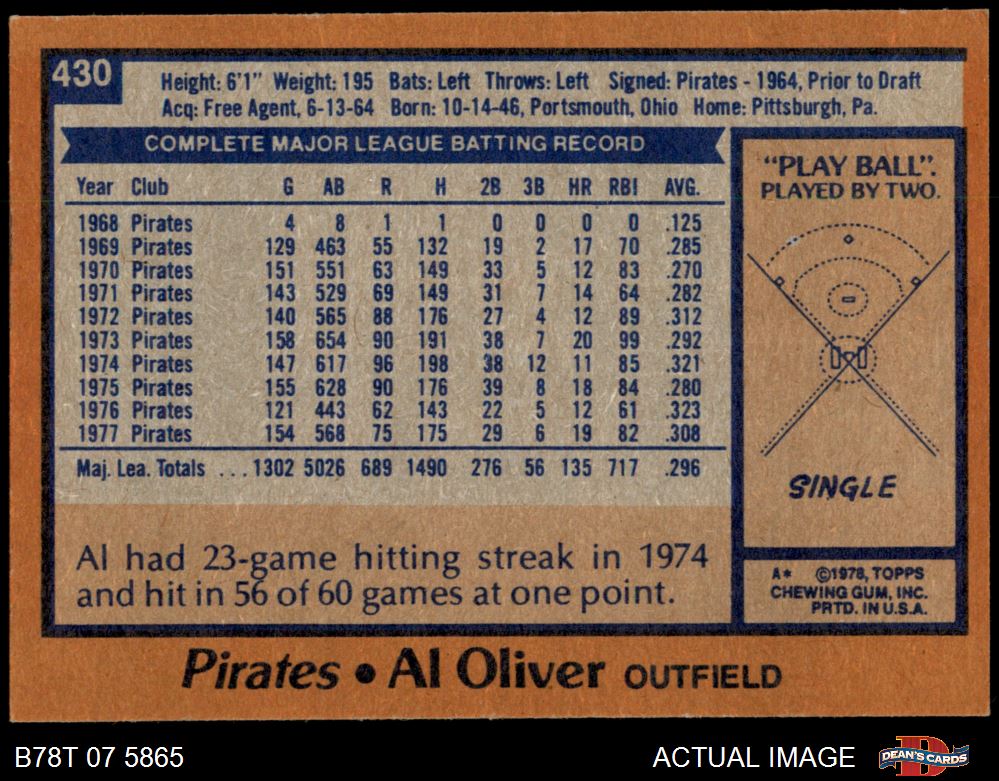 430
Height: 6'1" Weight: 195 Bats: Left Throws: Left Signed: Pirates - 1964, Prior to Draft
Acq: Free Agent, 6-13-64 Born: 10-14-46, Portsmouth, Ohio Home: Pittsburgh, Pa.
COMPLETE MAJOR LEAGUE BATTING RECORD
Year Club G AB R H 2B 3B HR RBI AVG.
1968 Pirates 4 8 1 1 0 0 0 0 .125
1969 Pirates 129 463 55 132 19 2 17 70 .285
1970 Pirates 151 551 63 149 33 5 12 83 .270
1971 Pirates 143 529 69 149 31 7 14 64 .282
1972 Pirates 140 565 88 176 27 4 12 89 .312
1973 Pirates 158 654 90 191 38 7 20 99 .292
1974 Pirates 147 617 96 198 38 12 11 85 .321
1975 Pirates 155 628 90 176 39 8 18 84 .280
1976 Pirates 121 443 62 143 22 5 12 61 .323
1977 Pirates 154 568 75 175 29 6 19 82 .308
Maj. Lea. Totals ...1302 5026 689 1490 276 56 135 717 .296
Al had 23-game hitting streak in 1974
and hit in 56 of 60 games at one point.
"PLAY BALL".
PLAYED BY TWO.
SINGLE
A* ©1978, TOPPS
CHEWING GUM, INC.
PRTD. IN U.S.A.
Pirates • Al Oliver OUTFIELD
B78T 07 5865
ACTUAL IMAGE
DEAN'S CARDS